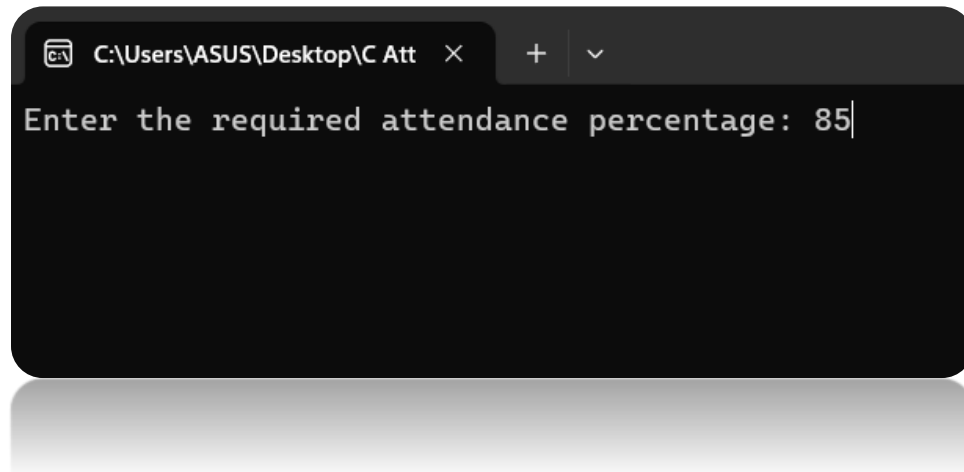 C:\Users\ASUS\Desktop\C Att
Enter the required attendance percentage: 85